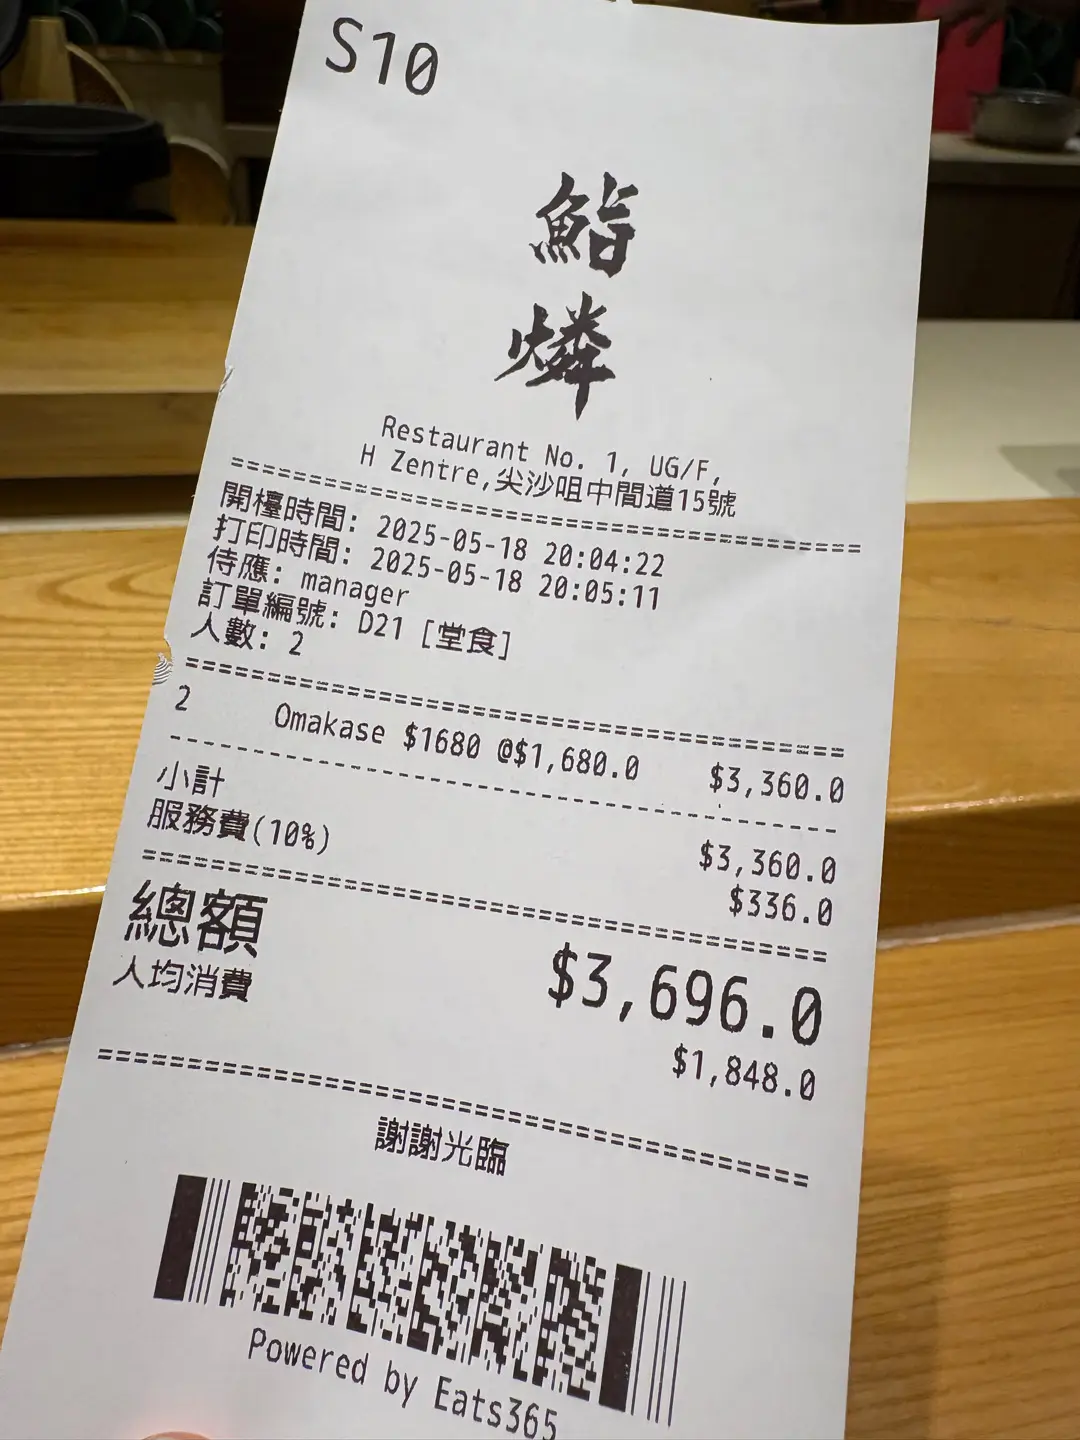 S10
鮨
燐
Restaurant No. 1, UG/F,
H Zentre,尖沙咀中間道15號
開檯時間: 2025-05-18 20:04:22
打印時間: 2025-05-18 20:05:11
侍應: manager
訂單編號: D21 [堂食]
人數: 2
2 Omakase $1680 @$1,680.0 $3,360.0
小計 $3,360.0
服務費(10%) $336.0
總額 $3,696.0
人均消費 $1,848.0
謝謝光臨
Powered by Eats365